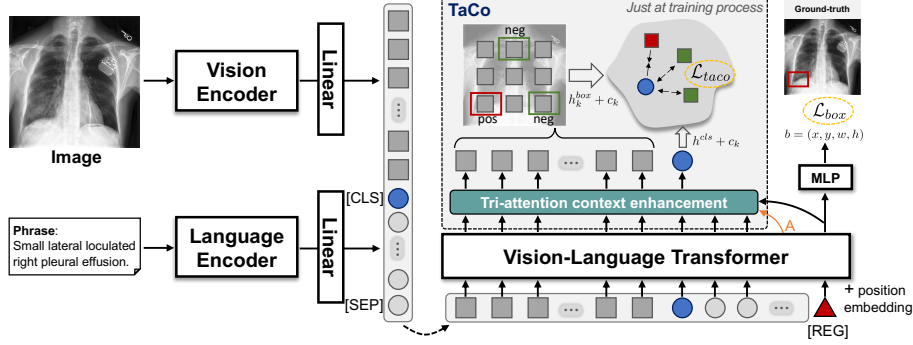 Image
Vision
Encoder
Linear
Phrase:
Small lateral loculated
right pleural effusion.
Language
Encoder
Linear
[CLS]
[SEP]
TaCo
Just at training process
neg
pos
neg
h_k^{box} + c_k
\mathcal{L}_{taco}
h^{cls} + c_k
Tri-attention context enhancement
A
Vision-Language Transformer
+ position
embedding
[REG]
Ground-truth
\mathcal{L}_{box}
b = (x, y, w, h)
MLP